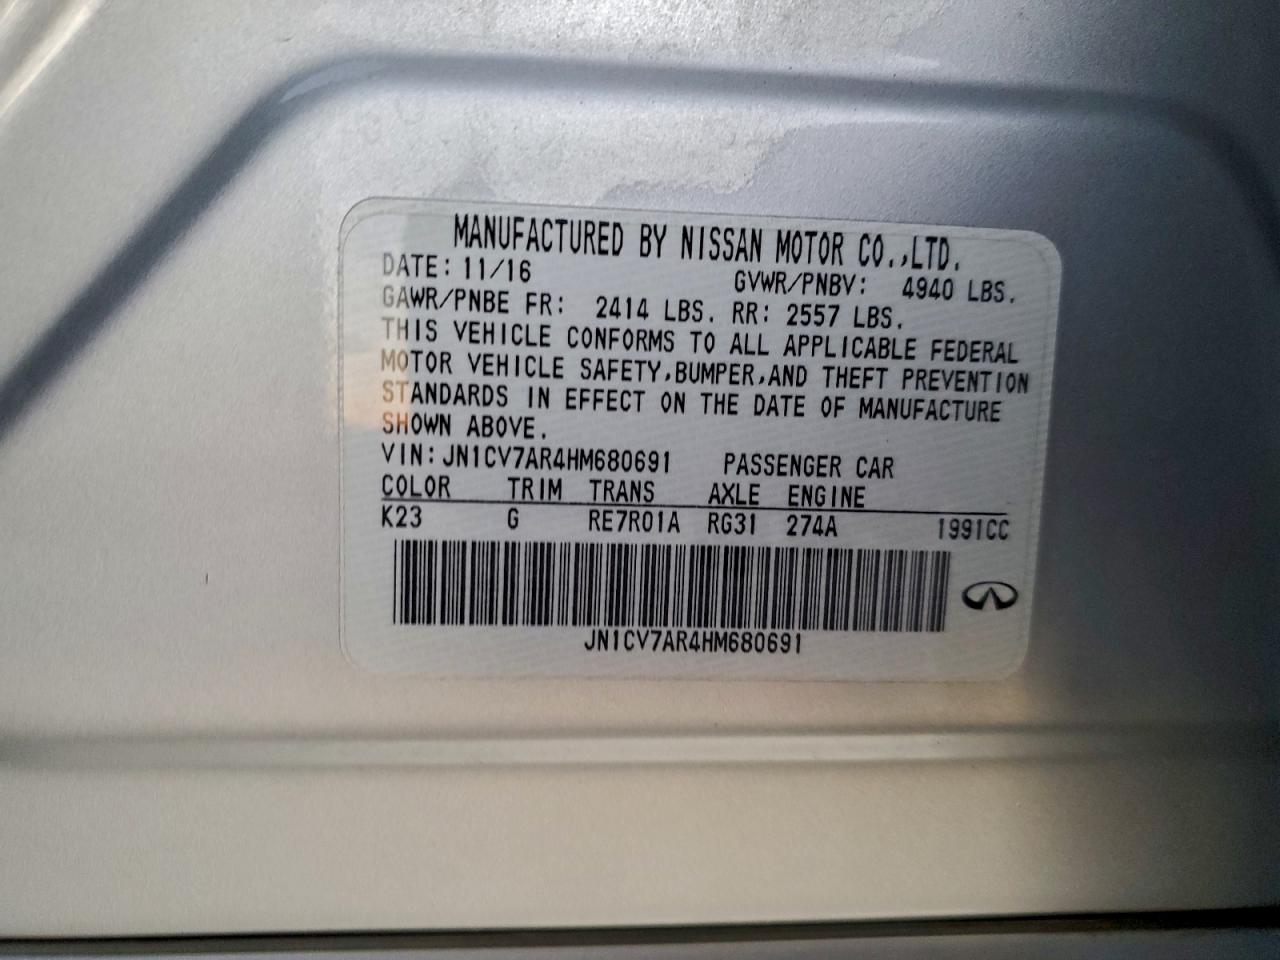 MANUFACTURED BY NISSAN MOTOR CO.,LTD.
DATE: 11/16 GVWR/PNBV: 4940 LBS.
GAWR/PNBE FR: 2414 LBS. RR: 2557 LBS.
THIS VEHICLE CONFORMS TO ALL APPLICABLE FEDERAL
MOTOR VEHICLE SAFETY,BUMPER,AND THEFT PREVENTION
STANDARDS IN EFFECT ON THE DATE OF MANUFACTURE
SHOWN ABOVE.
VIN: JN1CV7AR4HM680691 PASSENGER CAR
COLOR TRIM TRANS AXLE ENGINE
K23 G RE7R01A RG31 274A 1991CC
JN1CV7AR4HM680691